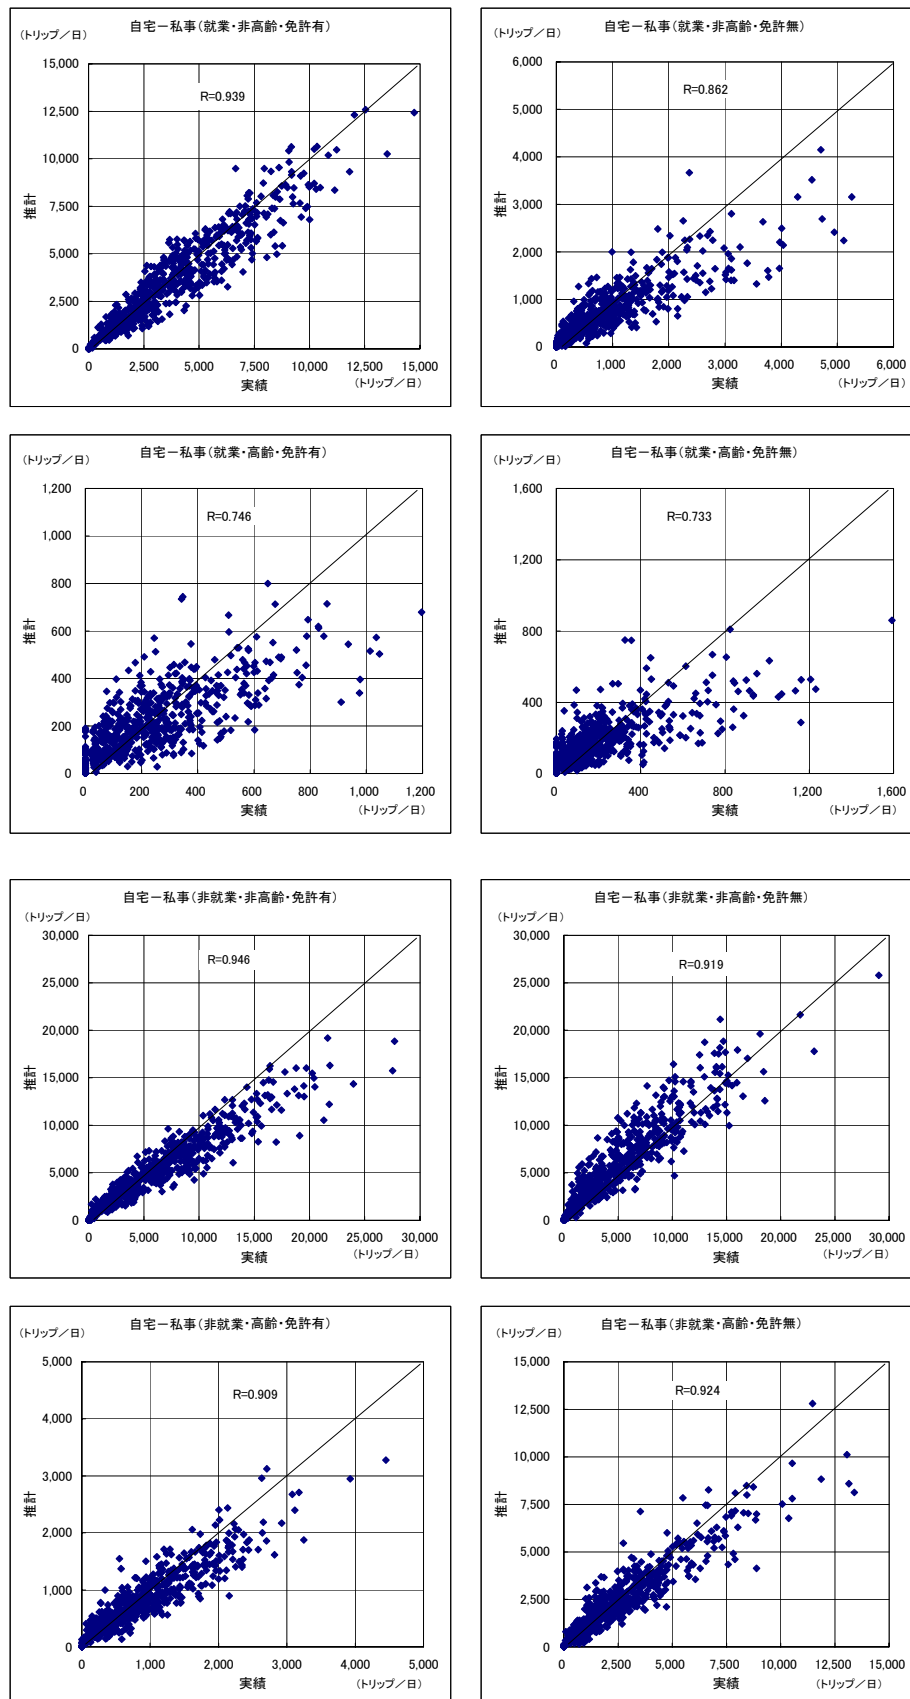 自宅－私事(就業・非高齢・免許有)
(トリップ／日)
15,000
12,500
10,000
7,500
5,000
2,500
0
推計
R=0.939
0 2,500 5,000 7,500 10,000 12,500 15,000
実績
(トリップ／日)
自宅－私事(就業・非高齢・免許無)
(トリップ／日)
6,000
5,000
4,000
3,000
2,000
1,000
0
推計
R=0.862
0 1,000 2,000 3,000 4,000 5,000 6,000
実績
(トリップ／日)
自宅－私事(就業・高齢・免許有)
(トリップ／日)
1,200
1,000
800
600
400
200
0
推計
R=0.746
0 200 400 600 800 1,000 1,200
実績
(トリップ／日)
自宅－私事(就業・高齢・免許無)
(トリップ／日)
1,600
1,200
800
400
0
推計
R=0.733
0 400 800 1,200 1,600
実績
(トリップ／日)
自宅－私事(非就業・非高齢・免許有)
(トリップ／日)
30,000
25,000
20,000
15,000
10,000
5,000
0
推計
R=0.946
0 5,000 10,000 15,000 20,000 25,000 30,000
実績
(トリップ／日)
自宅－私事(非就業・非高齢・免許無)
(トリップ／日)
30,000
25,000
20,000
15,000
10,000
5,000
0
推計
R=0.919
0 5,000 10,000 15,000 20,000 25,000 30,000
実績
(トリップ／日)
自宅－私事(非就業・高齢・免許有)
(トリップ／日)
5,000
4,000
3,000
2,000
1,000
0
推計
R=0.909
0 1,000 2,000 3,000 4,000 5,000
実績
(トリップ／日)
自宅－私事(非就業・高齢・免許無)
(トリップ／日)
15,000
12,500
10,000
7,500
5,000
2,500
0
推計
R=0.924
0 2,500 5,000 7,500 10,000 12,500 15,000
実績
(トリップ／日)